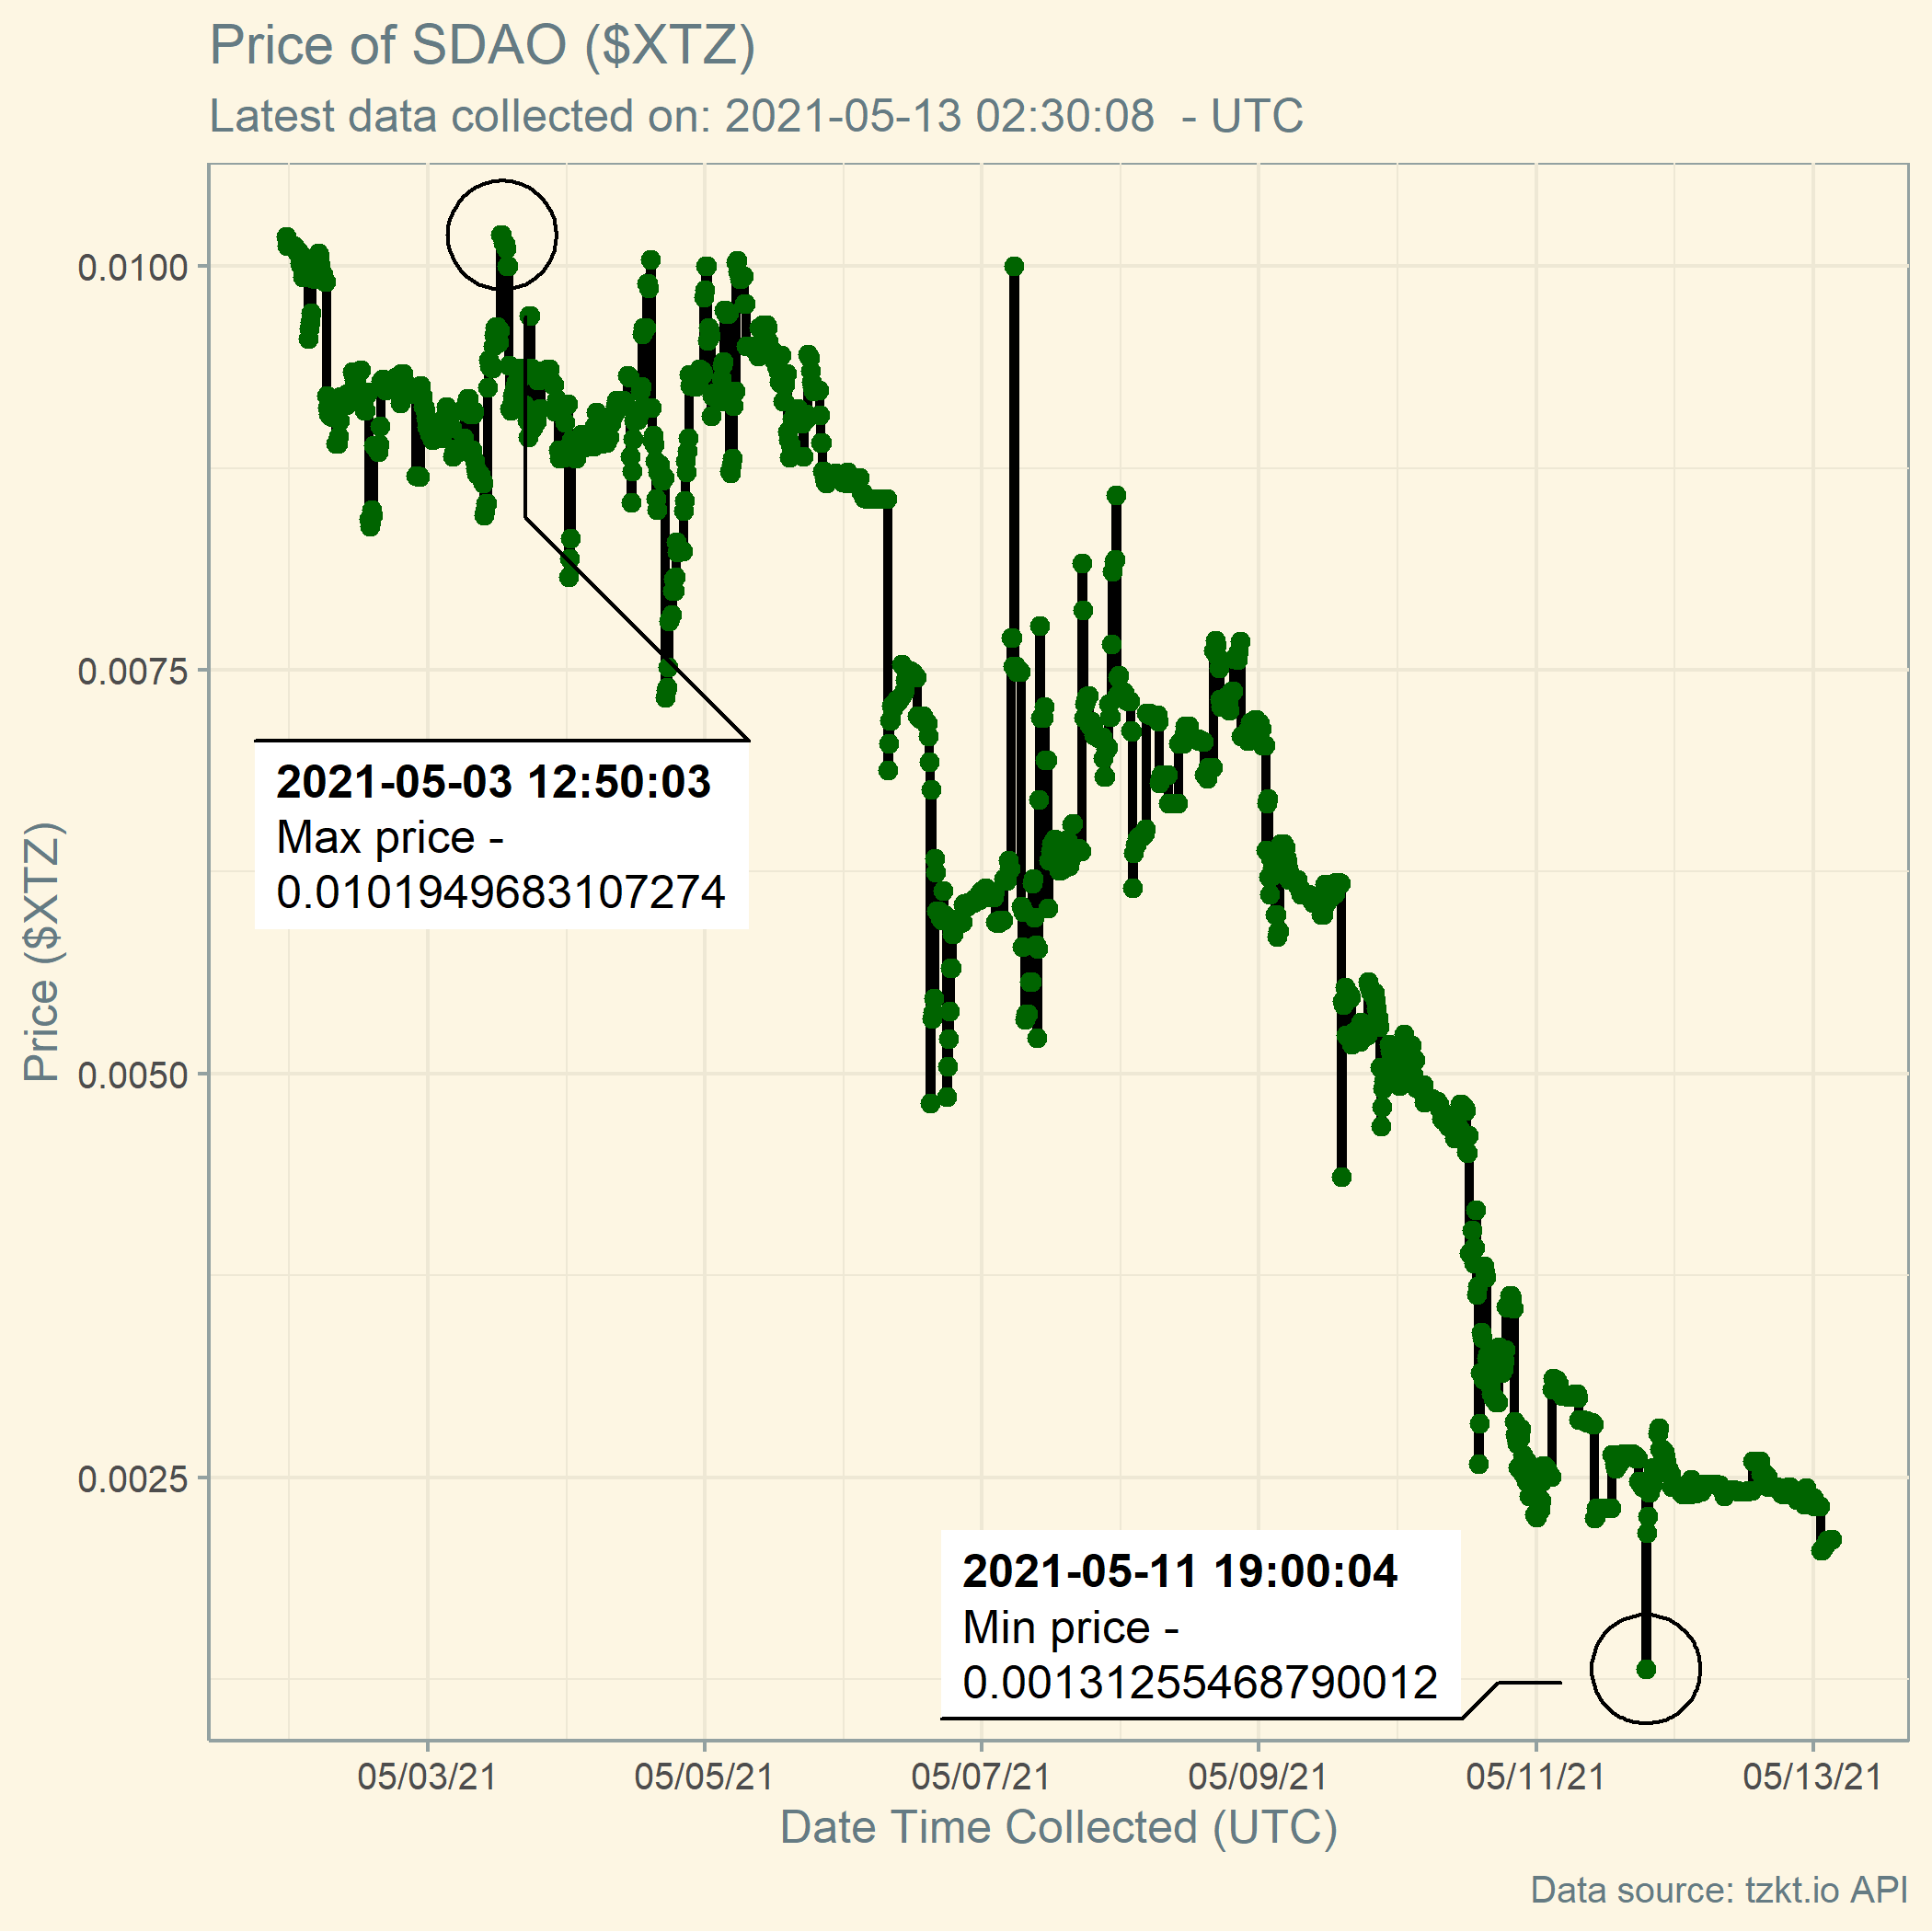 Price of SDAO ($XTZ)
Latest data collected on: 2021-05-13 02:30:08 - UTC
0.0100
0.0075
0.0050
0.0025
Price ($XTZ)
2021-05-03 12:50:03
Max price -
0.0101949683107274
2021-05-11 19:00:04
Min price -
0.00131255468790012
05/03/21
05/05/21
05/07/21
05/09/21
05/11/21
05/13/21
Date Time Collected (UTC)
Data source: tzkt.io API